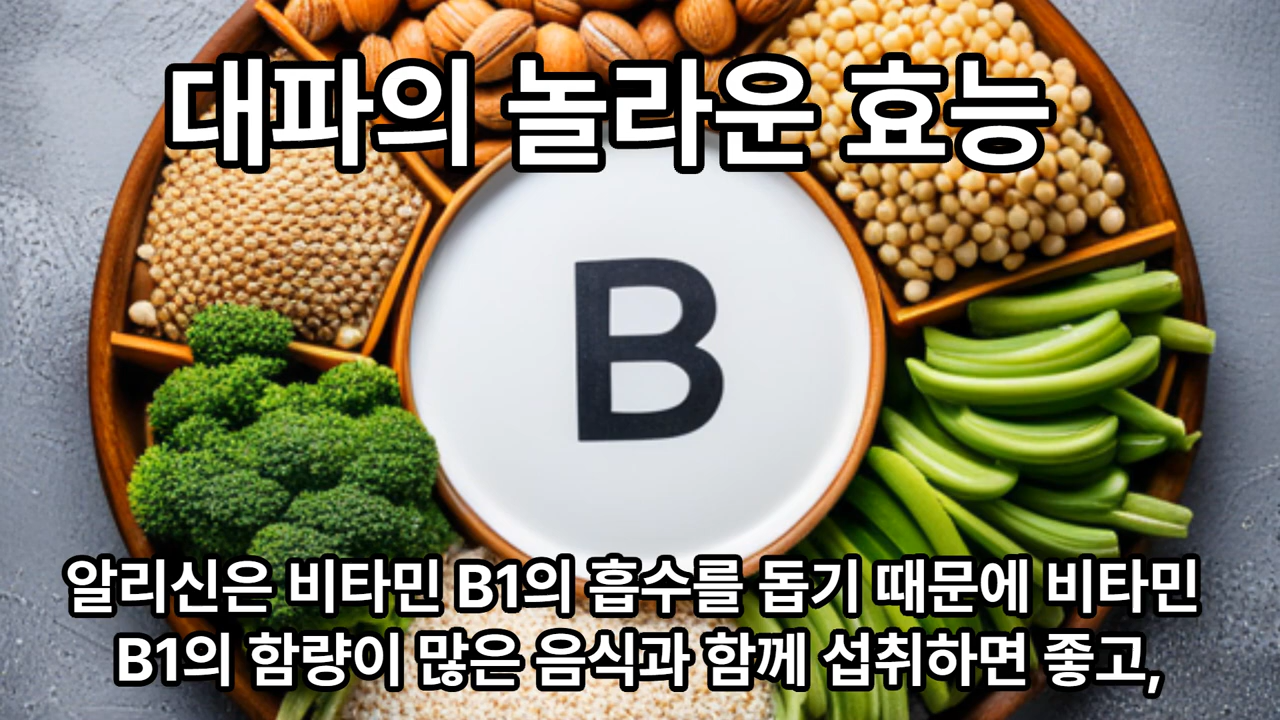 대파의 놀라운 효능
B
알리신은 비타민 B1의 흡수를 돕기 때문에 비타민
B1의 함량이 많은 음식과 함께 섭취하면 좋고,